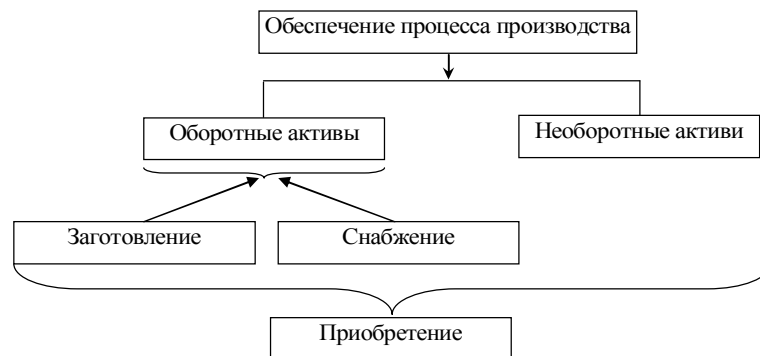 Обеспечение процесса производства
Оборотные активы
Необоротные активи
Заготовление
Снабжение
Приобретение